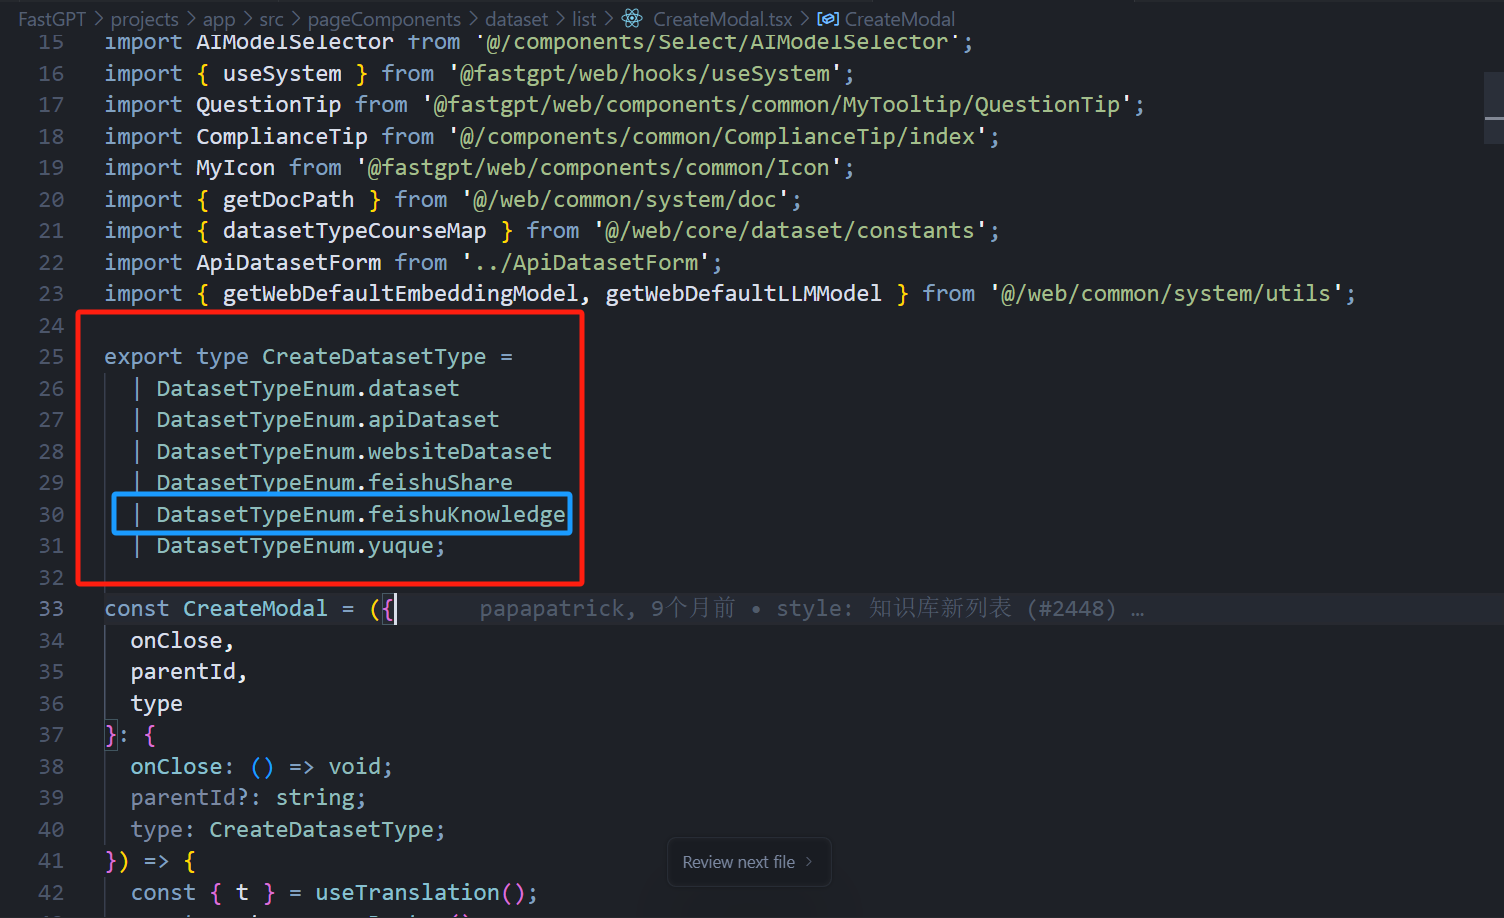 FastGPT > projects > app > src > pageComponents > dataset > list > CreateModal.tsx > CreateModal
15 import AIModelSelector from '@/components/Select/AIModelSelector';
16 import { useSystem } from '@fastgpt/web/hooks/useSystem';
17 import QuestionTip from '@fastgpt/web/components/common/MyTooltip/QuestionTip';
18 import ComplianceTip from '@/components/common/ComplianceTip/index';
19 import MyIcon from '@fastgpt/web/components/common/Icon';
20 import { getDocPath } from '@/web/common/system/doc';
21 import { datasetTypeCourseMap } from '@/web/core/dataset/constants';
22 import ApiDatasetForm from '../ApiDatasetForm';
23 import { getWebDefaultEmbeddingModel, getWebDefaultLLMModel } from '@/web/common/system/utils';
24
25 export type CreateDatasetType =
26 | DatasetTypeEnum.dataset
27 | DatasetTypeEnum.apiDataset
28 | DatasetTypeEnum.websiteDataset
29 | DatasetTypeEnum.feishuShare
30 | DatasetTypeEnum.feishuKnowledge
31 | DatasetTypeEnum.yuque;
32
33 const CreateModal = ({ papapatrick, 9个月前 • style: 知识库新列表 (#2448) …
34 onClose,
35 parentId,
36 type
37 }: {
38 onClose: () => void;
39 parentId?: string;
40 type: CreateDatasetType;
41 }) => {
Review next file >
42 const { t } = useTranslation();